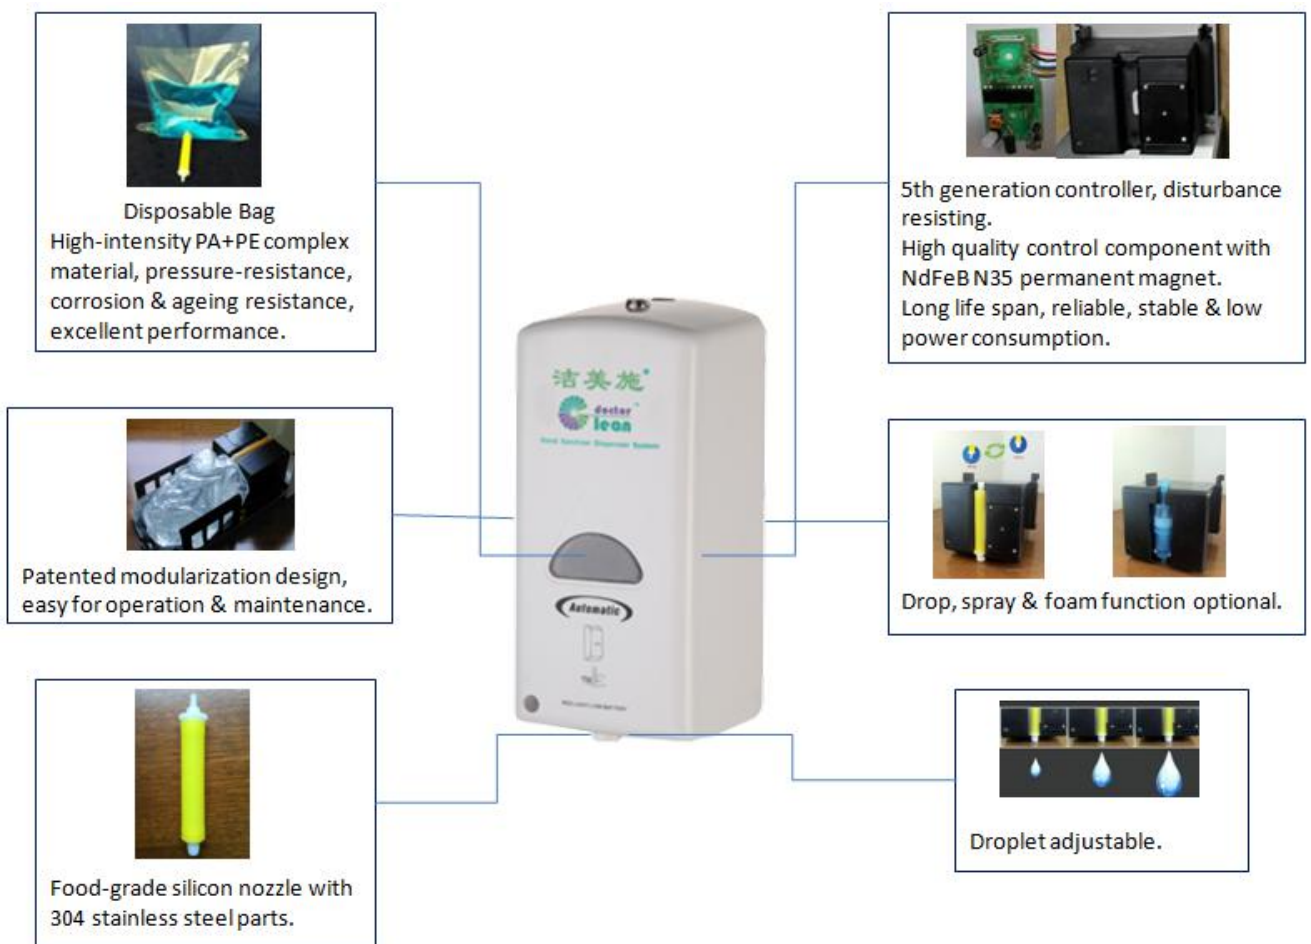 Disposable Bag
High-intensity PA+PE complex
material, pressure-resistance,
corrosion & ageing resistance,
excellent performance.
5th generation controller, disturbance
resisting.
High quality control component with
NdFeB N35 permanent magnet.
Long life span, reliable, stable & low
power consumption.
洁美施
doctor
lean
Automatic
Patented modularization design,
easy for operation & maintenance.
Drop, spray & foam function optional.
Food-grade silicon nozzle with
304 stainless steel parts.
Droplet adjustable.